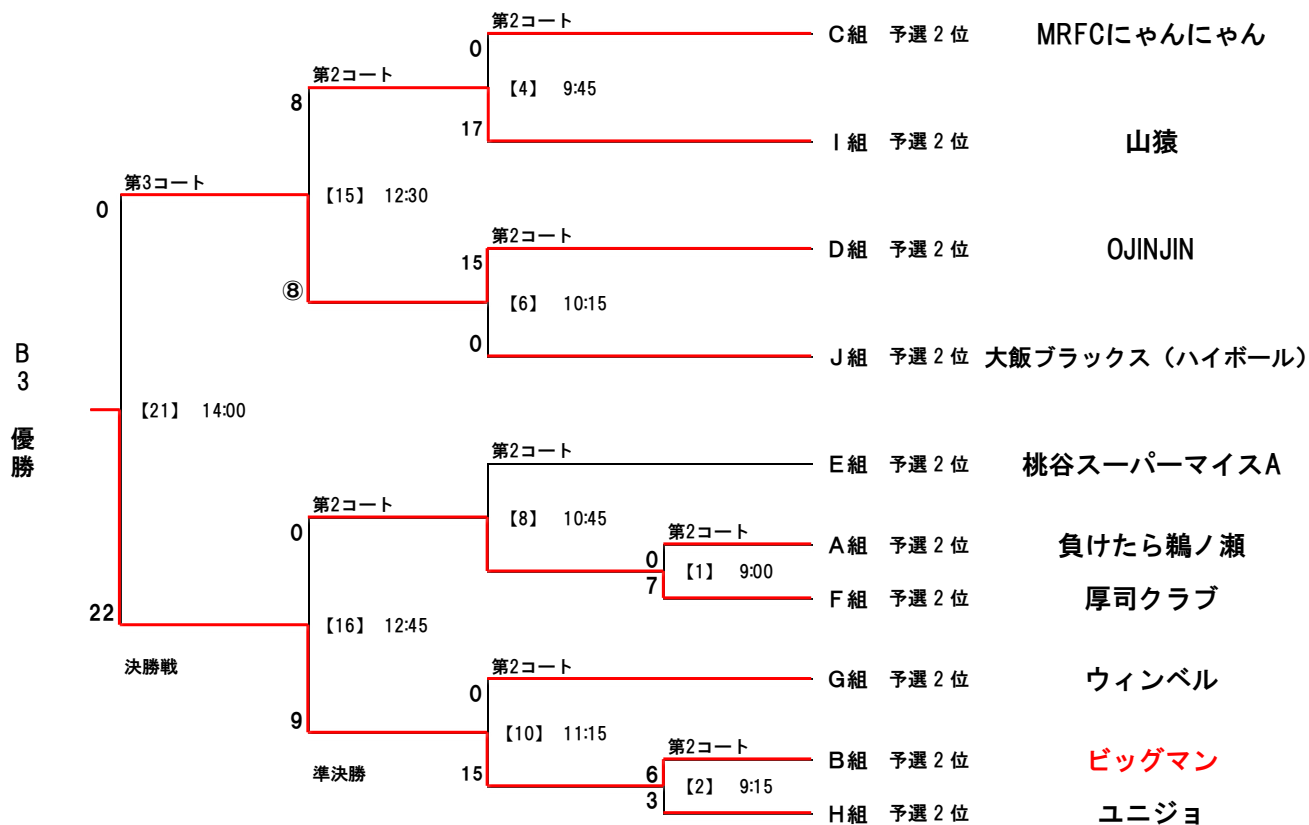 第2コート
0
C組 予選２位 MRFCにゃんにゃん
第2コート
8
【4】 9:45
17
I組 予選２位 山猿
第3コート
0
【15】 12:30
第2コート
15
D組 予選２位 OJINJIN
⑧
【6】 10:15
0
J組 予選２位 大飯ブラックス（ハイボール）
B3 優勝
【21】 14:00
第2コート
E組 予選２位 桃谷スーパーマイスA
第2コート
0
【8】 10:45
第2コート
0
A組 予選２位 負けたら鵜ノ瀬
【1】 9:00
7
F組 予選２位 厚司クラブ
22
【16】 12:45
決勝戦
第2コート
0
G組 予選２位 ウィンベル
9
【10】 11:15
準決勝
15
第2コート
6
B組 予選２位 ビッグマン
【2】 9:15
3
H組 予選２位 ユニジョ